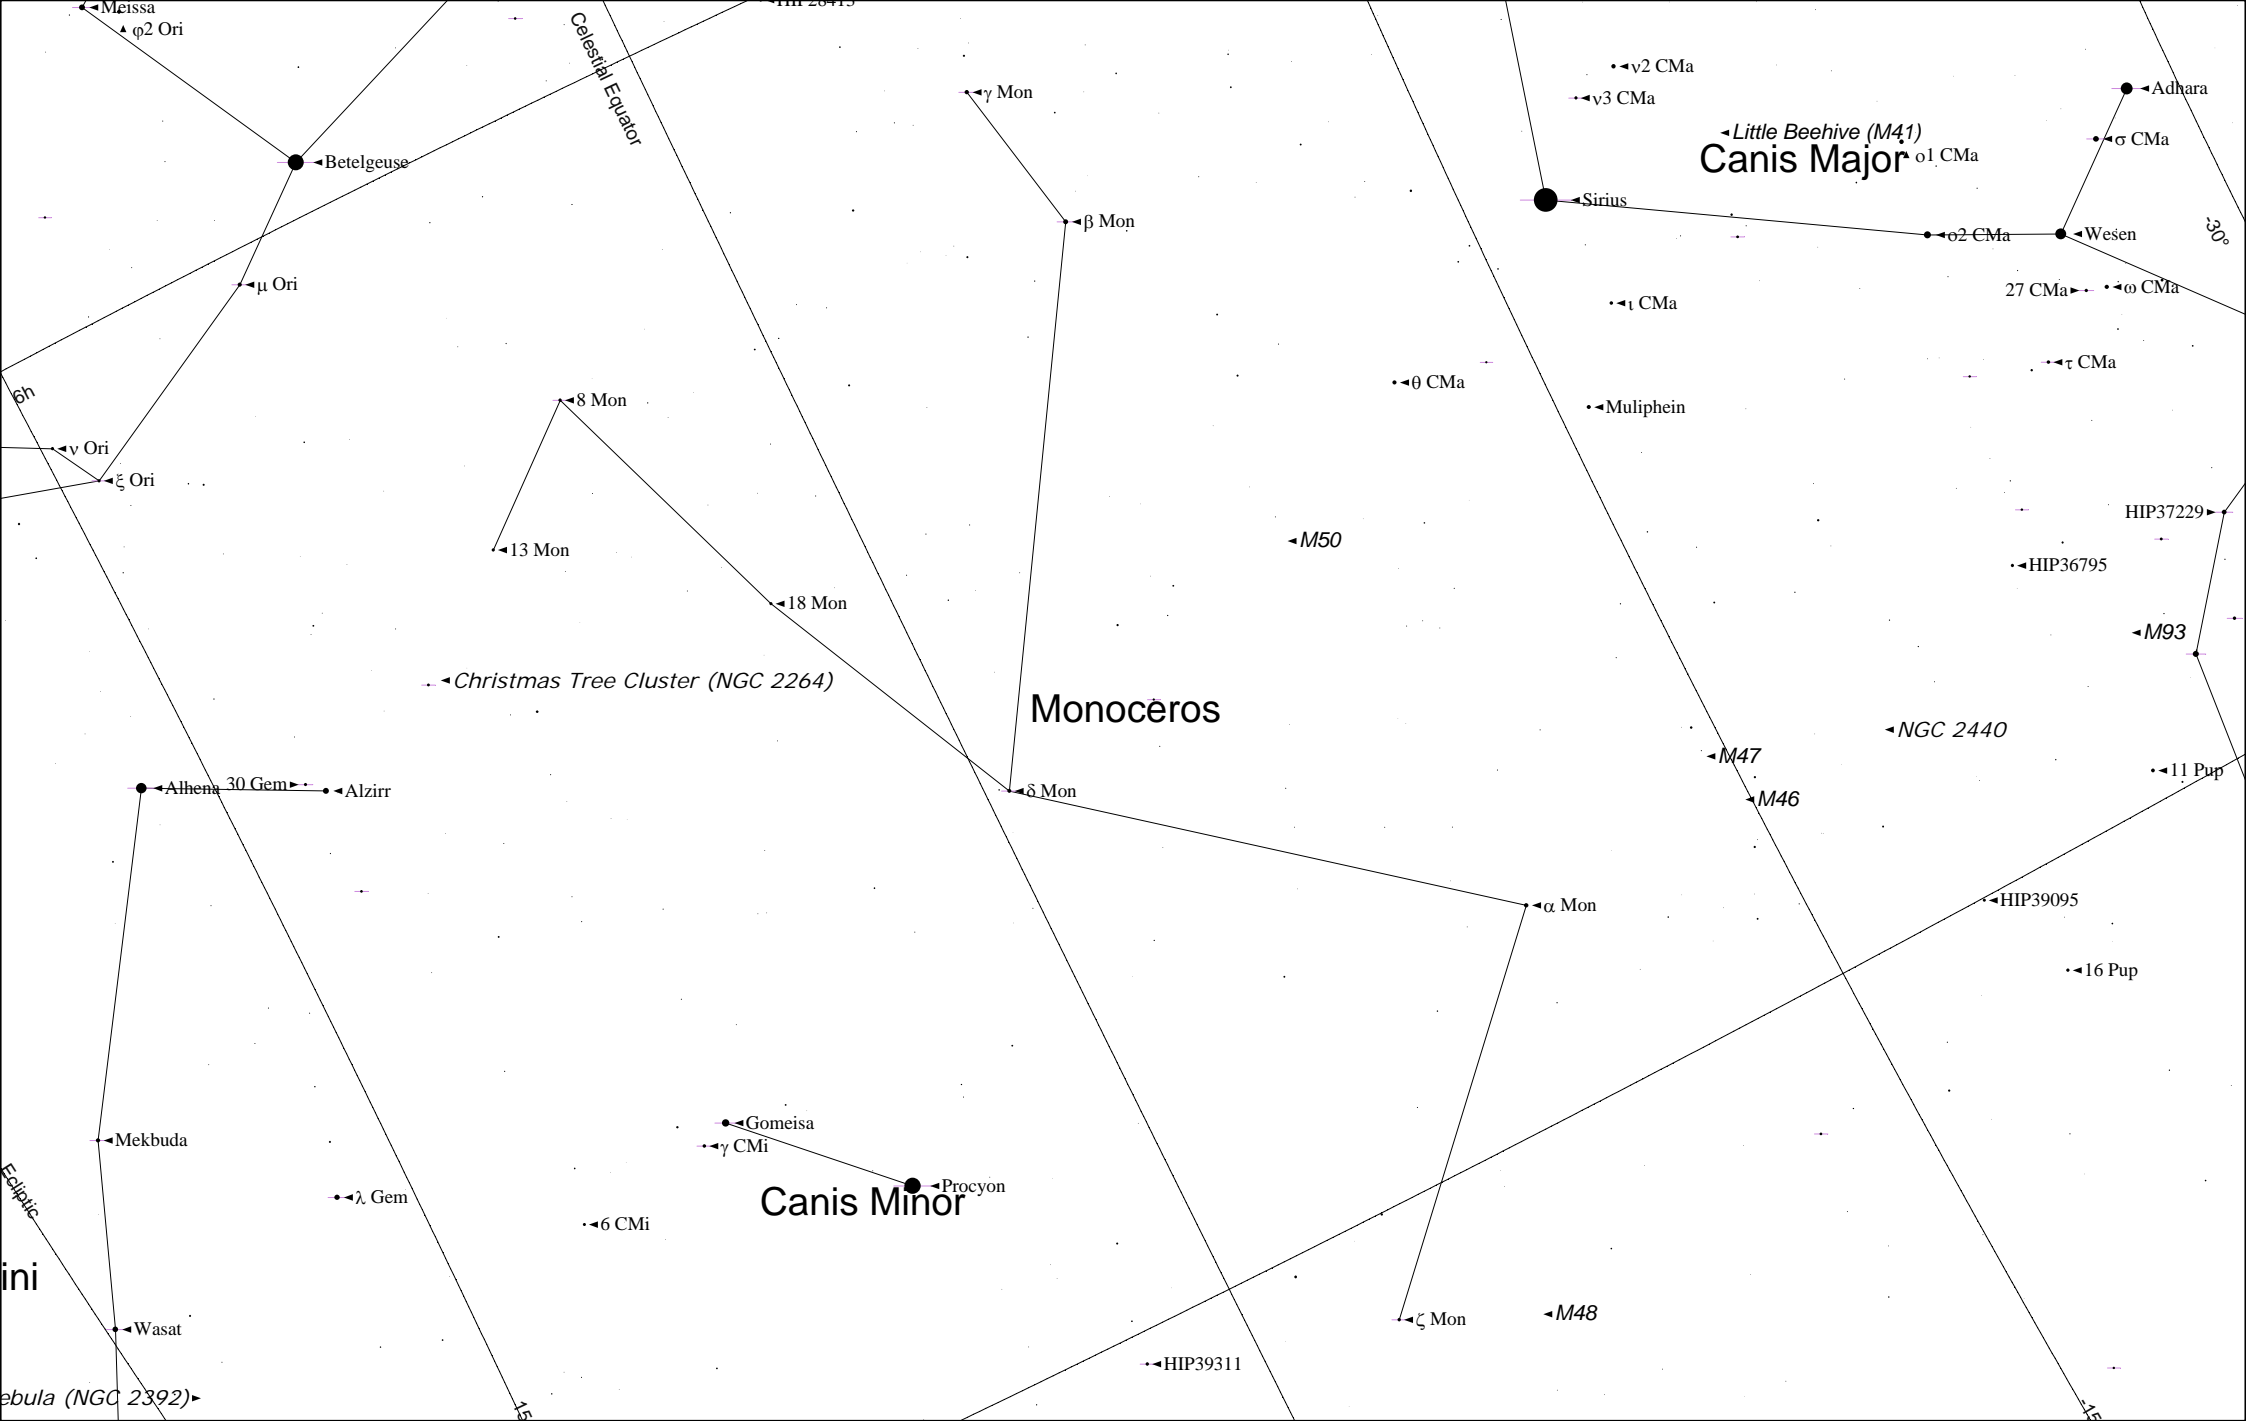 HIP28413
Meissa
φ2 Ori
Celestial Equator
ν2 CMa
γ Mon
ν3 CMa
Adhara
Little Beehive (M41)
σ CMa
Canis Major
ο1 CMa
Betelgeuse
Sirius
β Mon
ο2 CMa
Wesen
-30°
μ Ori
27 CMa
ω CMa
ι CMa
τ CMa
θ CMa
6h
8 Mon
Muliphein
ν Ori
ξ Ori
HIP37229
M50
13 Mon
HIP36795
18 Mon
M93
Christmas Tree Cluster (NGC 2264)
Monoceros
NGC 2440
M47
11 Pup
Alhena
30 Gem
Alzirr
δ Mon
M46
HIP39095
α Mon
16 Pup
Gomeisa
Mekbuda
γ CMi
Procyon
Ecliptic
λ Gem
Canis Minor
6 CMi
ini
M48
ζ Mon
Wasat
HIP39311
ebula (NGC 2392)
15
-15